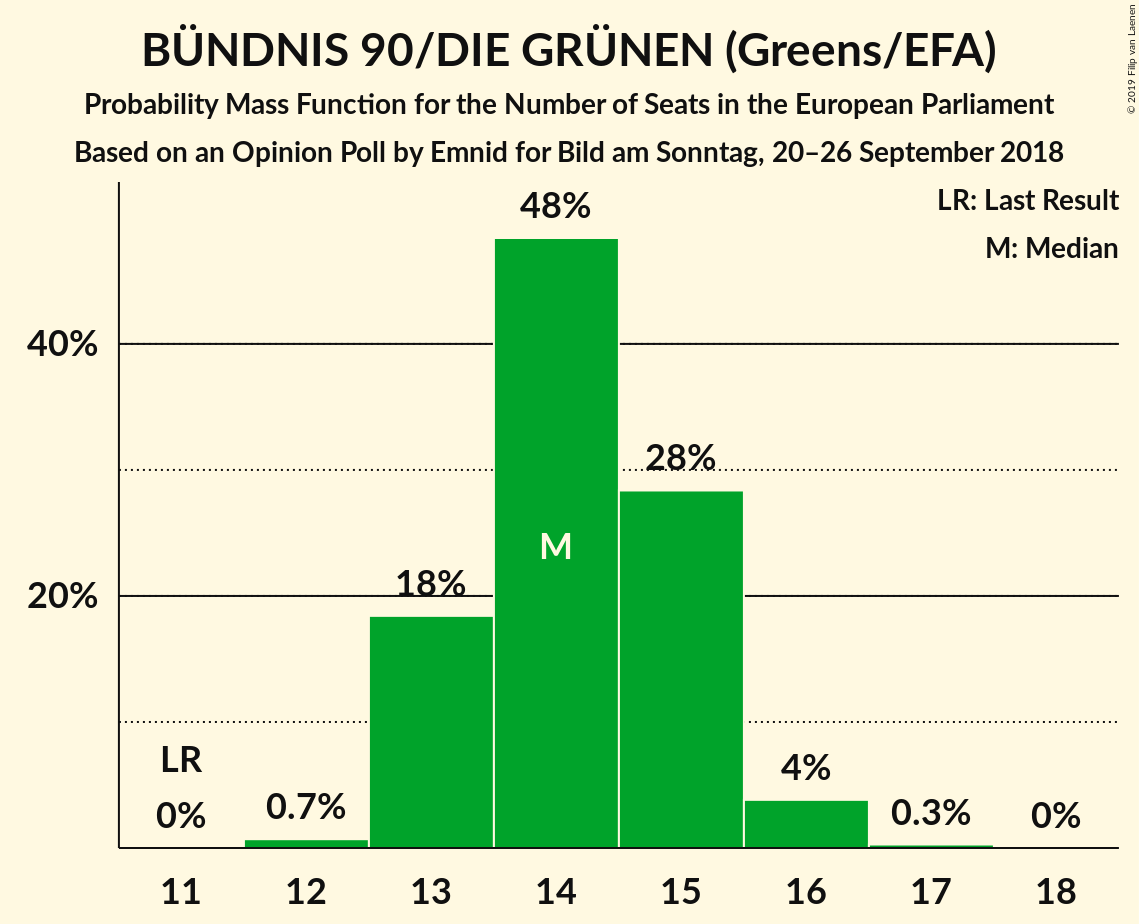 BÜNDNIS 90/DIE GRÜNEN (Greens/EFA)
Probability Mass Function for the Number of Seats in the European Parliament
Based on an Opinion Poll by Emnid for Bild am Sonntag, 20–26 September 2018
© 2019 Filip van Laenen
LR: Last Result
M: Median
48%
40%
28%
M
18%
20%
LR
0%
0.7%
4%
0.3%
0%
11 12 13 14 15 16 17 18